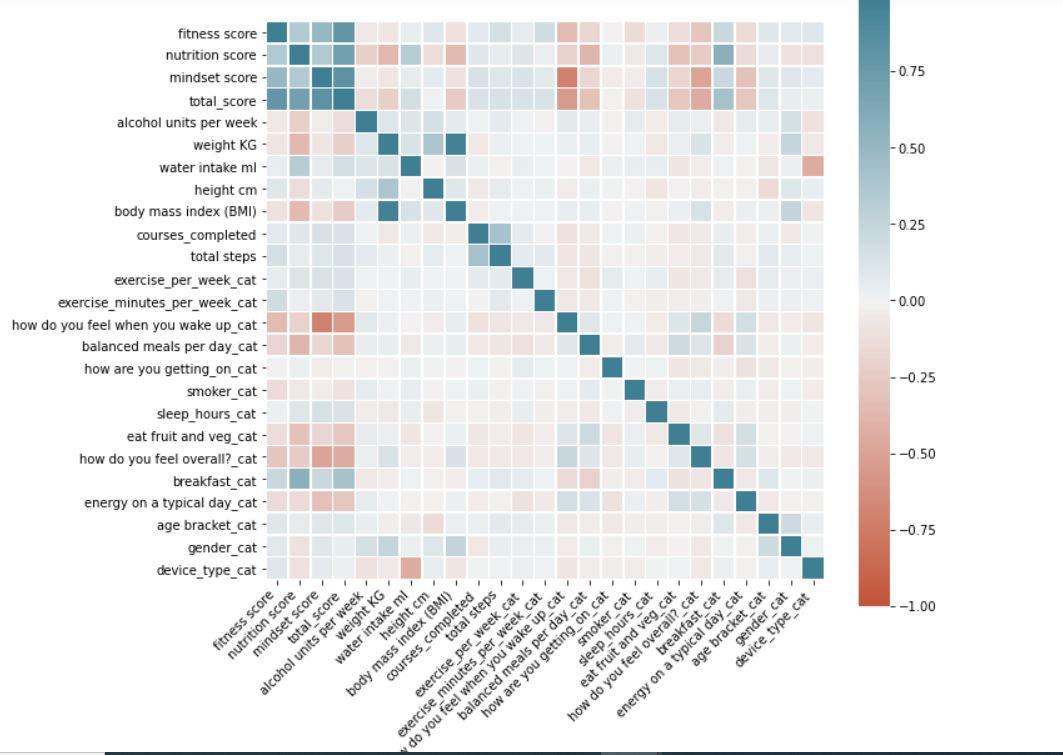 fitness score
nutrition score
mindset score
total_score
alcohol units per week
weight KG
water intake ml
height cm
body mass index (BMI)
courses_completed
total steps
exercise_per_week_cat
exercise_minutes_per_week_cat
how do you feel when you wake up_cat
balanced meals per day_cat
how are you getting_on_cat
smoker_cat
sleep_hours_cat
eat fruit and veg_cat
how do you feel overall?_cat
breakfast_cat
energy on a typical day_cat
age bracket_cat
gender_cat
device_type_cat
fitness score
nutrition score
mindset score
total_score
alcohol units per week
weight KG
water intake ml
height cm
body mass index (BMI)
courses_completed
total steps
exercise_per_week_cat
exercise_minutes_per_week_cat
do you feel when you wake up_cat
balanced meals per day_cat
how are you getting_on_cat
smoker_cat
sleep_hours_cat
eat fruit and veg_cat
how do you feel overall?_cat
breakfast_cat
energy on a typical day_cat
age bracket_cat
gender_cat
device_type_cat
0.75
0.50
0.25
0.00
−0.25
−0.50
−0.75
−1.00